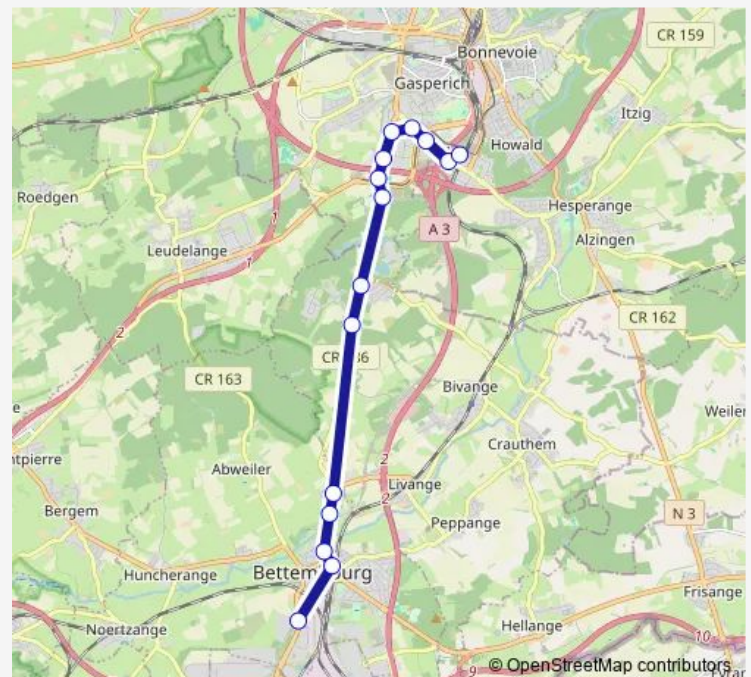 Bonnevoie
CR 159
Gasperich
Itzig
Howald
Roedgen
Hesperange
A 3
Alzingen
Leudelange
1
1
2
CR 162
CR 163
Bivange
Weiler
Crauthem
Abweiler
2
2
Livange
N 3
Bergem
Peppange
Huncherange
Frisange
Noertzange
Hellange
10
9
© OpenStreetMap contributors